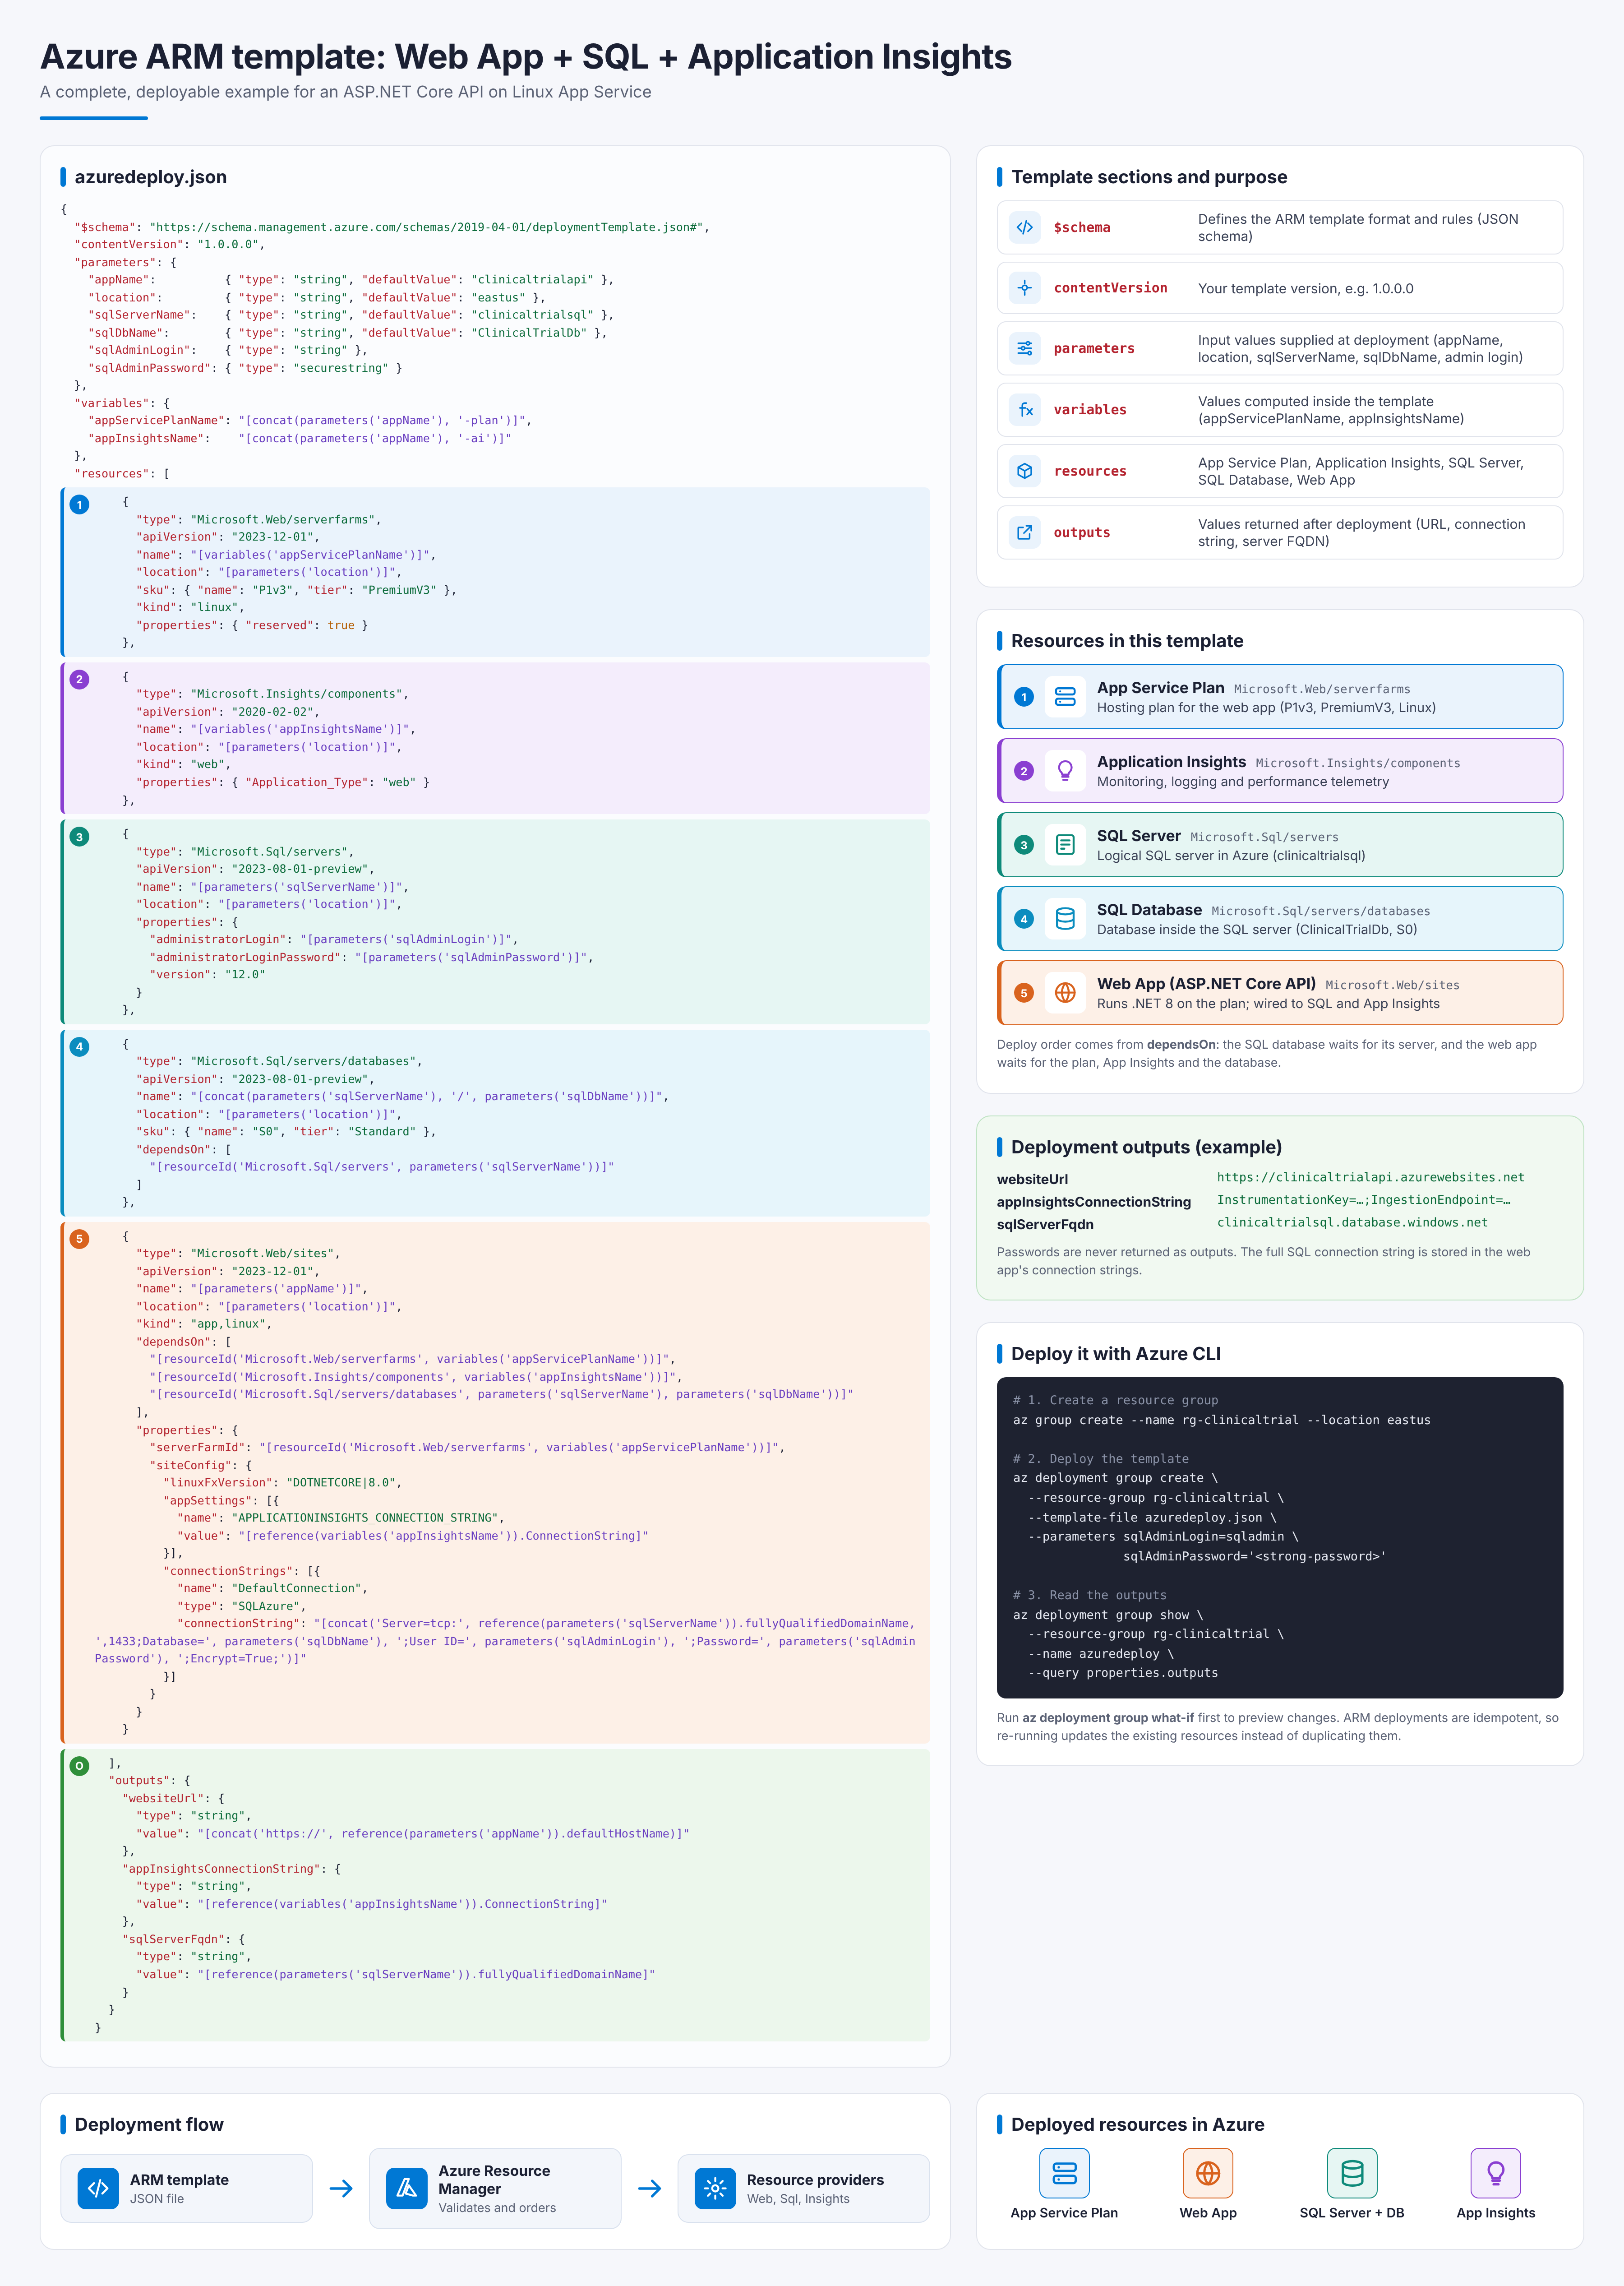 Azure ARM template: Web App + SQL + Application Insights
A complete, deployable example for an ASP.NET Core API on Linux App Service
azuredeploy.json
{
  "$schema": "https://schema.management.azure.com/schemas/2019-04-01/deploymentTemplate.json#",
  "contentVersion": "1.0.0.0",
  "parameters": {
    "appName":          { "type": "string", "defaultValue": "clinicaltrialapi" },
    "location":         { "type": "string", "defaultValue": "eastus" },
    "sqlServerName":    { "type": "string", "defaultValue": "clinicaltrialsql" },
    "sqlDbName":        { "type": "string", "defaultValue": "ClinicalTrialDb" },
    "sqlAdminLogin":    { "type": "string" },
    "sqlAdminPassword": { "type": "securestring" }
  },
  "variables": {
    "appServicePlanName": "[concat(parameters('appName'), '-plan')]",
    "appInsightsName":    "[concat(parameters('appName'), '-ai')]"
  },
  "resources": [
1
    {
      "type": "Microsoft.Web/serverfarms",
      "apiVersion": "2023-12-01",
      "name": "[variables('appServicePlanName')]",
      "location": "[parameters('location')]",
      "sku": { "name": "P1v3", "tier": "PremiumV3" },
      "kind": "linux",
      "properties": { "reserved": true }
    },
2
    {
      "type": "Microsoft.Insights/components",
      "apiVersion": "2020-02-02",
      "name": "[variables('appInsightsName')]",
      "location": "[parameters('location')]",
      "kind": "web",
      "properties": { "Application_Type": "web" }
    },
3
    {
      "type": "Microsoft.Sql/servers",
      "apiVersion": "2023-08-01-preview",
      "name": "[parameters('sqlServerName')]",
      "location": "[parameters('location')]",
      "properties": {
        "administratorLogin": "[parameters('sqlAdminLogin')]",
        "administratorLoginPassword": "[parameters('sqlAdminPassword')]",
        "version": "12.0"
      }
    },
4
    {
      "type": "Microsoft.Sql/servers/databases",
      "apiVersion": "2023-08-01-preview",
      "name": "[concat(parameters('sqlServerName'), '/', parameters('sqlDbName'))]",
      "location": "[parameters('location')]",
      "sku": { "name": "S0", "tier": "Standard" },
      "dependsOn": [
        "[resourceId('Microsoft.Sql/servers', parameters('sqlServerName'))]"
      ]
    },
5
    {
      "type": "Microsoft.Web/sites",
      "apiVersion": "2023-12-01",
      "name": "[parameters('appName')]",
      "location": "[parameters('location')]",
      "kind": "app,linux",
      "dependsOn": [
        "[resourceId('Microsoft.Web/serverfarms', variables('appServicePlanName'))]",
        "[resourceId('Microsoft.Insights/components', variables('appInsightsName'))]",
        "[resourceId('Microsoft.Sql/servers/databases', parameters('sqlServerName'), parameters('sqlDbName'))]"
      ],
      "properties": {
        "serverFarmId": "[resourceId('Microsoft.Web/serverfarms', variables('appServicePlanName'))]",
        "siteConfig": {
          "linuxFxVersion": "DOTNETCORE|8.0",
          "appSettings": [{
            "name": "APPLICATIONINSIGHTS_CONNECTION_STRING",
            "value": "[reference(variables('appInsightsName')).ConnectionString]"
          }],
          "connectionStrings": [{
            "name": "DefaultConnection",
            "type": "SQLAzure",
            "connectionString": "[concat('Server=tcp:', reference(parameters('sqlServerName')).fullyQualifiedDomainName,
',1433;Database=', parameters('sqlDbName'), ';User ID=', parameters('sqlAdminLogin'), ';Password=', parameters('sqlAdmin
Password'), ';Encrypt=True;')]"
          }]
        }
      }
    }
O
  ],
  "outputs": {
    "websiteUrl": {
      "type": "string",
      "value": "[concat('https://', reference(parameters('appName')).defaultHostName)]"
    },
    "appInsightsConnectionString": {
      "type": "string",
      "value": "[reference(variables('appInsightsName')).ConnectionString]"
    },
    "sqlServerFqdn": {
      "type": "string",
      "value": "[reference(parameters('sqlServerName')).fullyQualifiedDomainName]"
    }
  }
}
Template sections and purpose
$schema
Defines the ARM template format and rules (JSON
schema)
contentVersion
Your template version, e.g. 1.0.0.0
parameters
Input values supplied at deployment (appName,
location, sqlServerName, sqlDbName, admin login)
variables
Values computed inside the template
(appServicePlanName, appInsightsName)
resources
App Service Plan, Application Insights, SQL Server,
SQL Database, Web App
outputs
Values returned after deployment (URL, connection
string, server FQDN)
Resources in this template
1
App Service Plan Microsoft.Web/serverfarms
Hosting plan for the web app (P1v3, PremiumV3, Linux)
2
Application Insights Microsoft.Insights/components
Monitoring, logging and performance telemetry
3
SQL Server Microsoft.Sql/servers
Logical SQL server in Azure (clinicaltrialsql)
4
SQL Database Microsoft.Sql/servers/databases
Database inside the SQL server (ClinicalTrialDb, S0)
5
Web App (ASP.NET Core API) Microsoft.Web/sites
Runs .NET 8 on the plan; wired to SQL and App Insights
Deploy order comes from dependsOn: the SQL database waits for its server, and the web app
waits for the plan, App Insights and the database.
Deployment outputs (example)
websiteUrl https://clinicaltrialapi.azurewebsites.net
appInsightsConnectionString InstrumentationKey=…;IngestionEndpoint=…
sqlServerFqdn clinicaltrialsql.database.windows.net
Passwords are never returned as outputs. The full SQL connection string is stored in the web
app's connection strings.
Deploy it with Azure CLI
# 1. Create a resource group
az group create --name rg-clinicaltrial --location eastus
# 2. Deploy the template
az deployment group create \
  --resource-group rg-clinicaltrial \
  --template-file azuredeploy.json \
  --parameters sqlAdminLogin=sqladmin \
               sqlAdminPassword='<strong-password>'
# 3. Read the outputs
az deployment group show \
  --resource-group rg-clinicaltrial \
  --name azuredeploy \
  --query properties.outputs
Run az deployment group what-if first to preview changes. ARM deployments are idempotent, so
re-running updates the existing resources instead of duplicating them.
Deployment flow
ARM template
JSON file
Azure Resource
Manager
Validates and orders
Resource providers
Web, Sql, Insights
Deployed resources in Azure
App Service Plan
Web App
SQL Server + DB
App Insights